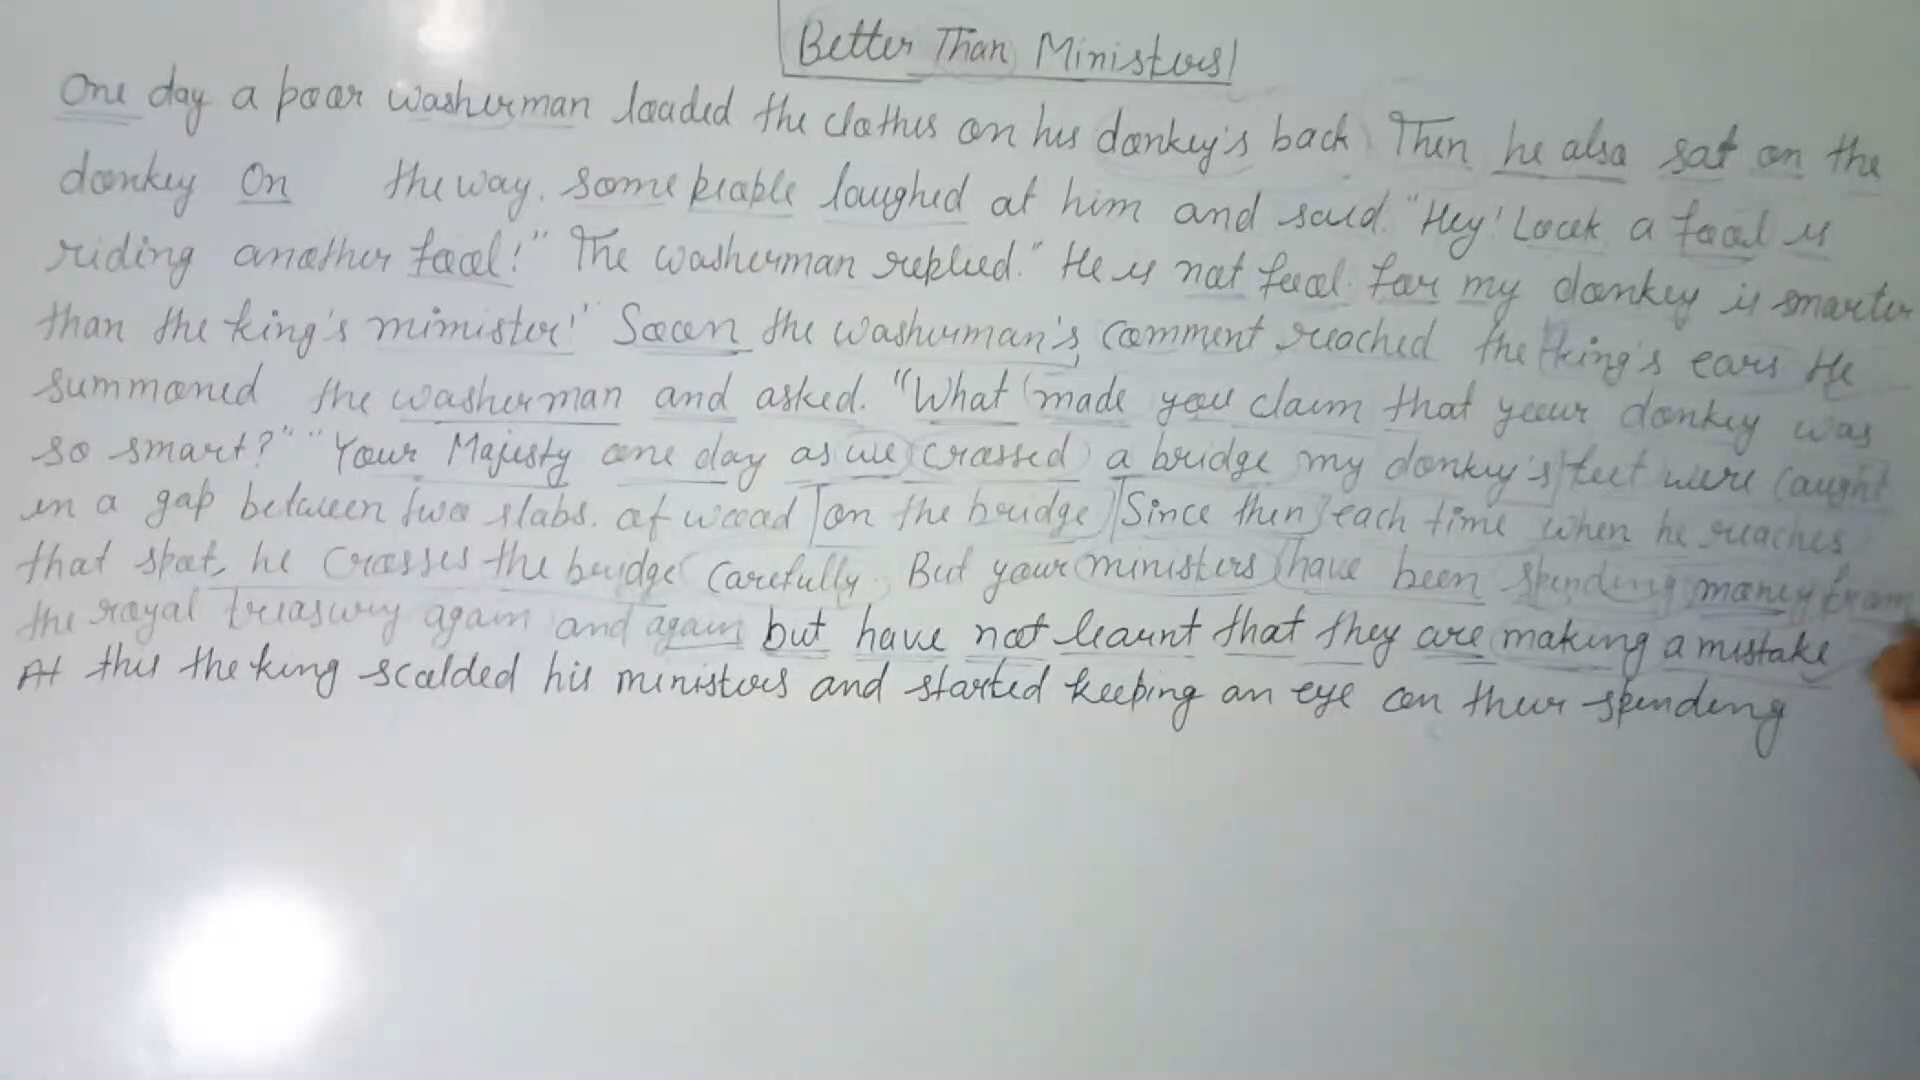 Better Than Ministers
One day a poor washerman loaded the clothes on his donkey's back Then he also sat on the
donkey On the way. some people laughed at him and said. "Hey! Look a fool is
riding another fool!" The washerman replied." He is not fool. for my donkey is smarter
than the king's mimister!" Soon the washerman's comment reached the king's ears He
summoned the washerman and asked. "What made you claim that your donkey was
so smart?" "Your Majesty one day as we crossed a bridge my donkey's feet were caught
in a gap between two slabs. of wood on the bridge Since then each time when he reaches
that spot, he crosses the bridge carefully. But your ministers have been spending money from
the royal treasury again and again but have not learnt that they are making a mistake
At this the king scolded his ministers and started keeping an eye on their spending